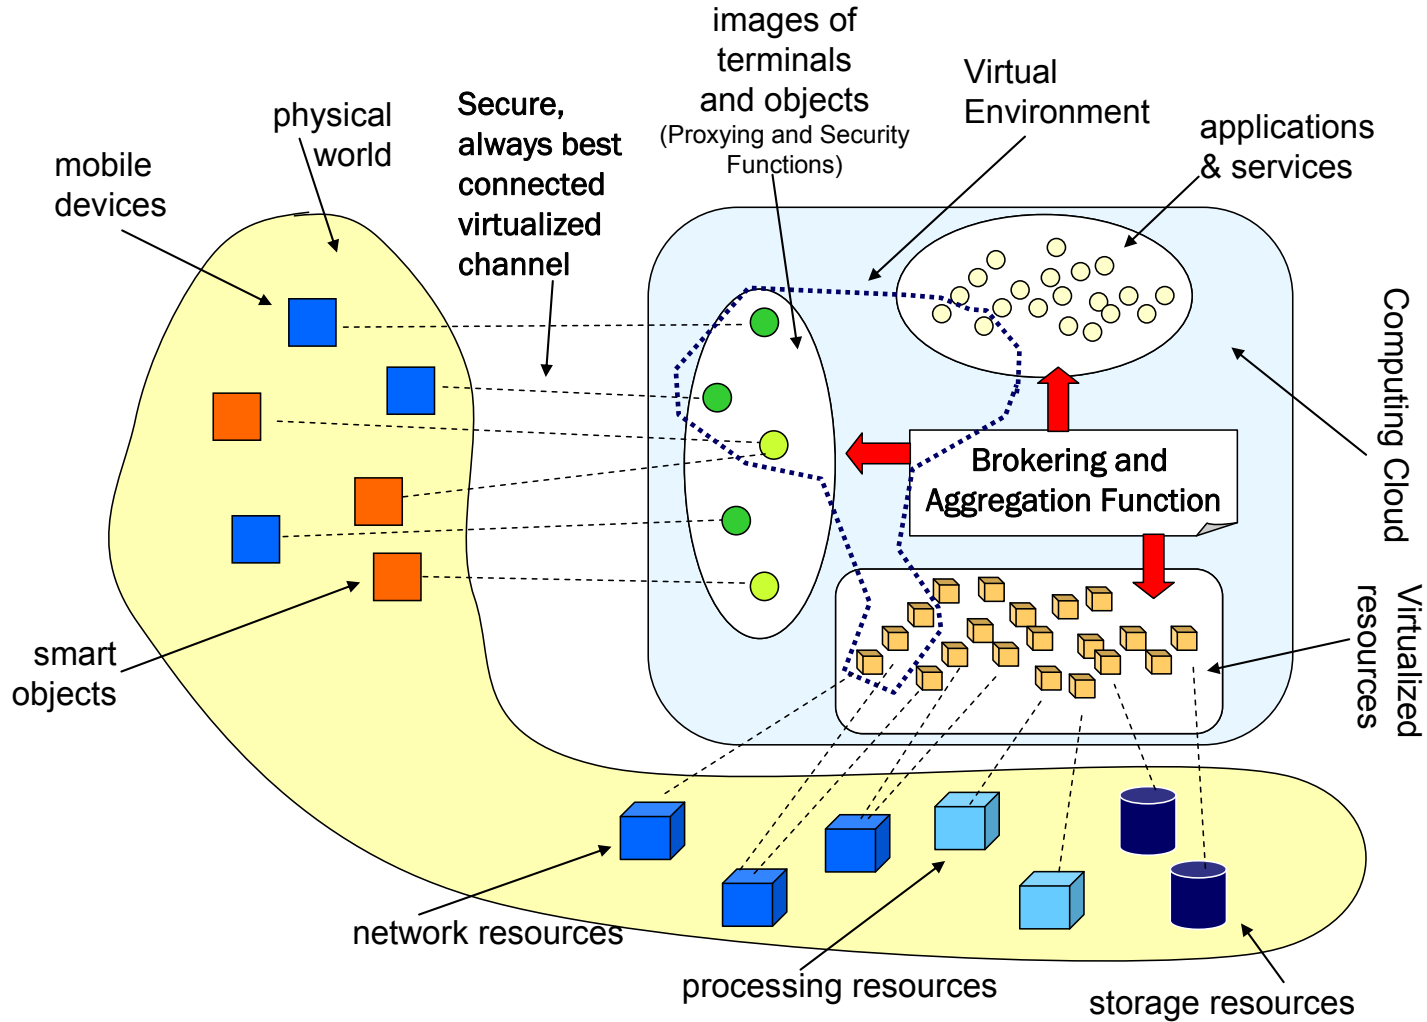 images of
terminals
and objects
(Proxying and Security
Functions)
Virtual
Environment
applications
& services
Secure,
always best
connected
virtualized
channel
physical
world
mobile
devices
Computing Cloud
Brokering and
Aggregation Function
Virtualized
resources
smart
objects
network resources
processing resources
storage resources